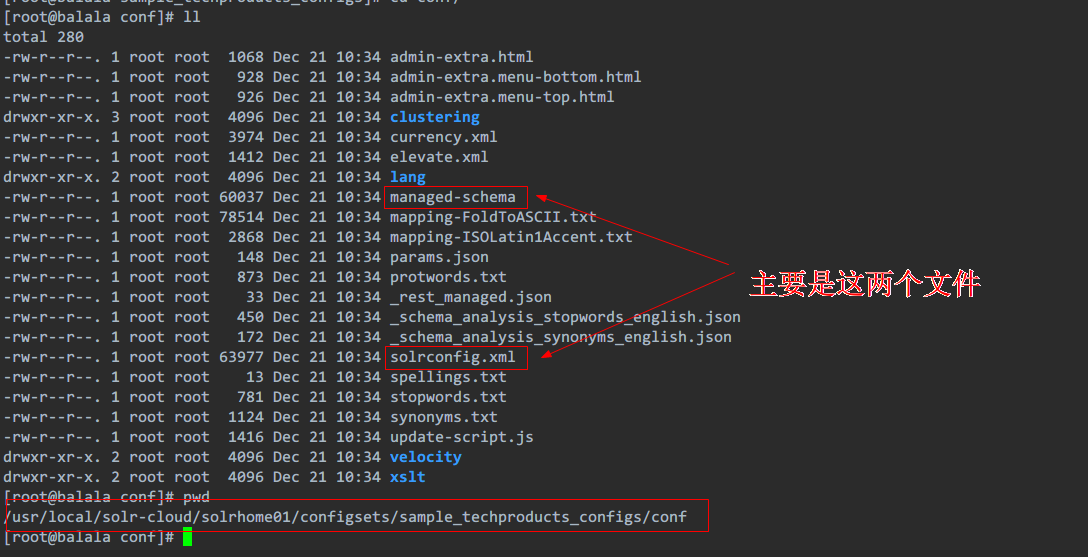 [root@balala sample_techproducts_configs]# cd conf/
[root@balala conf]# ll
total 280
-rw-r--r--. 1 root root  1068 Dec 21 10:34 admin-extra.html
-rw-r--r--. 1 root root   928 Dec 21 10:34 admin-extra.menu-bottom.html
-rw-r--r--. 1 root root   926 Dec 21 10:34 admin-extra.menu-top.html
drwxr-xr-x. 3 root root  4096 Dec 21 10:34 clustering
-rw-r--r--. 1 root root  3974 Dec 21 10:34 currency.xml
-rw-r--r--. 1 root root  1412 Dec 21 10:34 elevate.xml
drwxr-xr-x. 2 root root  4096 Dec 21 10:34 lang
-rw-r--r--. 1 root root 60037 Dec 21 10:34 managed-schema
-rw-r--r--. 1 root root 78514 Dec 21 10:34 mapping-FoldToASCII.txt
-rw-r--r--. 1 root root  2868 Dec 21 10:34 mapping-ISOLatin1Accent.txt
-rw-r--r--. 1 root root   148 Dec 21 10:34 params.json
-rw-r--r--. 1 root root   873 Dec 21 10:34 protwords.txt
-rw-r--r--. 1 root root    33 Dec 21 10:34 _rest_managed.json
主要是这两个文件
-rw-r--r--. 1 root root   450 Dec 21 10:34 _schema_analysis_stopwords_english.json
-rw-r--r--. 1 root root   172 Dec 21 10:34 _schema_analysis_synonyms_english.json
-rw-r--r--. 1 root root 63977 Dec 21 10:34 solrconfig.xml
-rw-r--r--. 1 root root    13 Dec 21 10:34 spellings.txt
-rw-r--r--. 1 root root   781 Dec 21 10:34 stopwords.txt
-rw-r--r--. 1 root root  1124 Dec 21 10:34 synonyms.txt
-rw-r--r--. 1 root root  1416 Dec 21 10:34 update-script.js
drwxr-xr-x. 2 root root  4096 Dec 21 10:34 velocity
drwxr-xr-x. 2 root root  4096 Dec 21 10:34 xslt
[root@balala conf]# pwd
/usr/local/solr-cloud/solrhome01/configsets/sample_techproducts_configs/conf
[root@balala conf]#